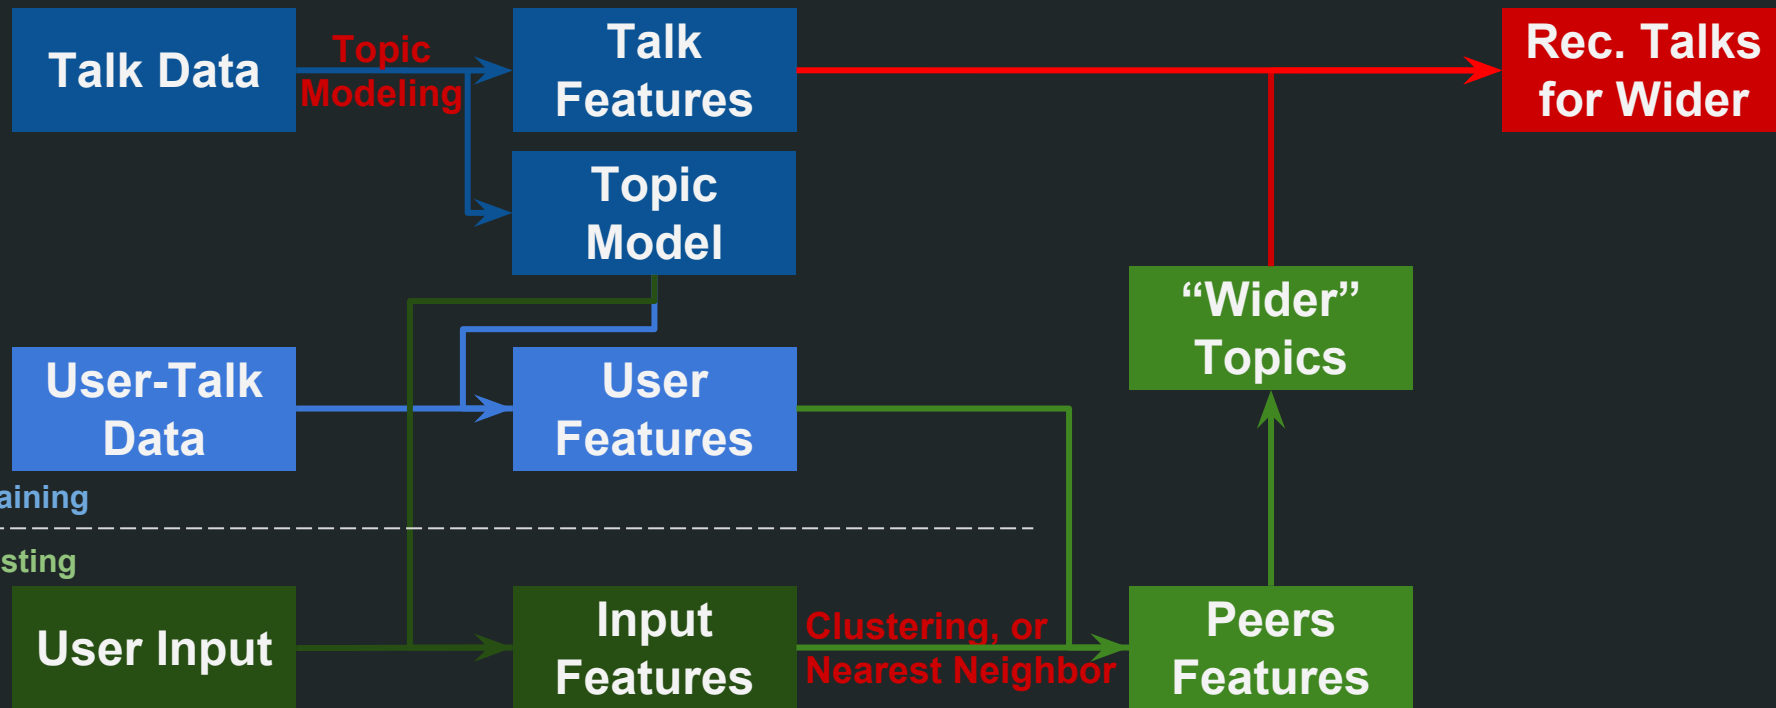 Talk Data
Topic
Modeling
Talk
Features
Rec. Talks
for Wider
Topic
Model
“Wider”
Topics
User-Talk
Data
User
Features
aining
sting
User Input
Input
Features
Clustering, or
Nearest Neighbor
Peers
Features